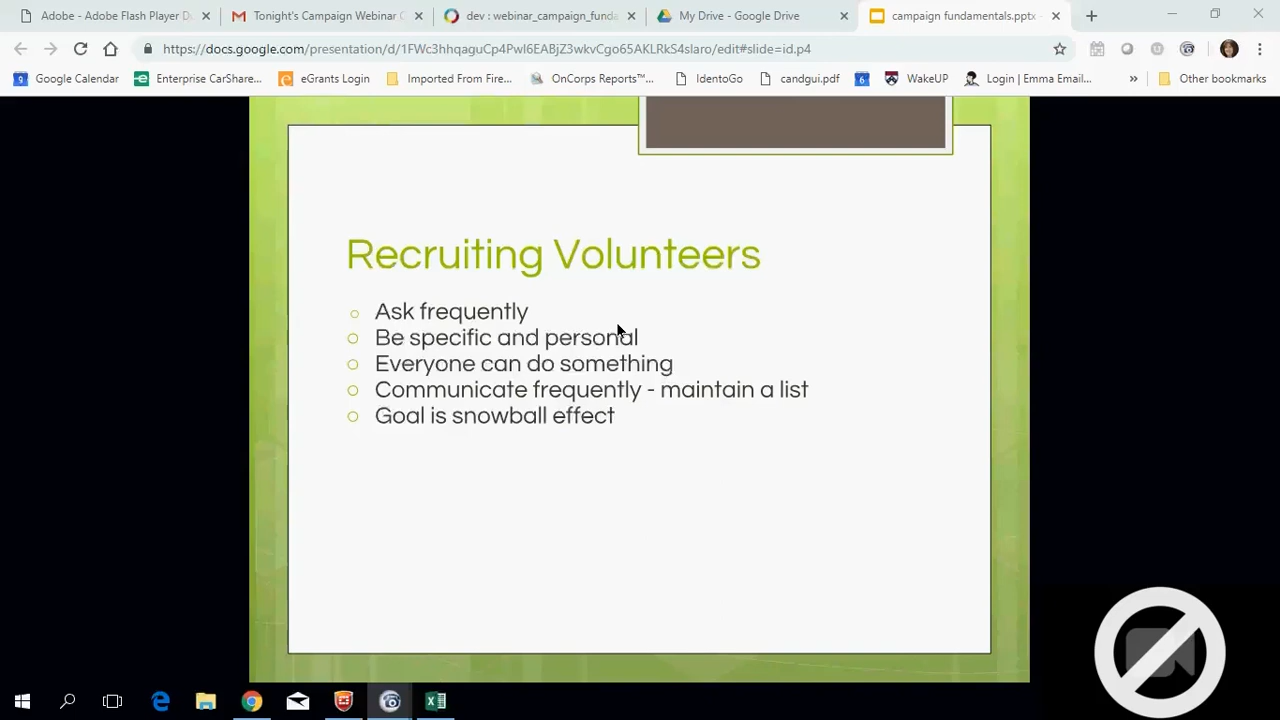 Adobe - Adobe Flash Player D
Tonight's Campaign Webinar C
dev : webinar_campaign_funda
My Drive - Google Drive
campaign fundamentals.pptx -
https://docs.google.com/presentation/d/1FWc3hhqaguCp4PwI6EABjZ3wkvCgo65AKLRkS4slaro/edit#slide=id.p4
9 Google Calendar
Enterprise CarShare...
eGrants Login
Imported From Fire...
OnCorps Reports™...
IdentoGo
candgui.pdf
6
WakeUP
Login | Emma Email...
»
Other bookmarks
Recruiting Volunteers
Ask frequently
Be specific and personal
Everyone can do something
Communicate frequently - maintain a list
Goal is snowball effect